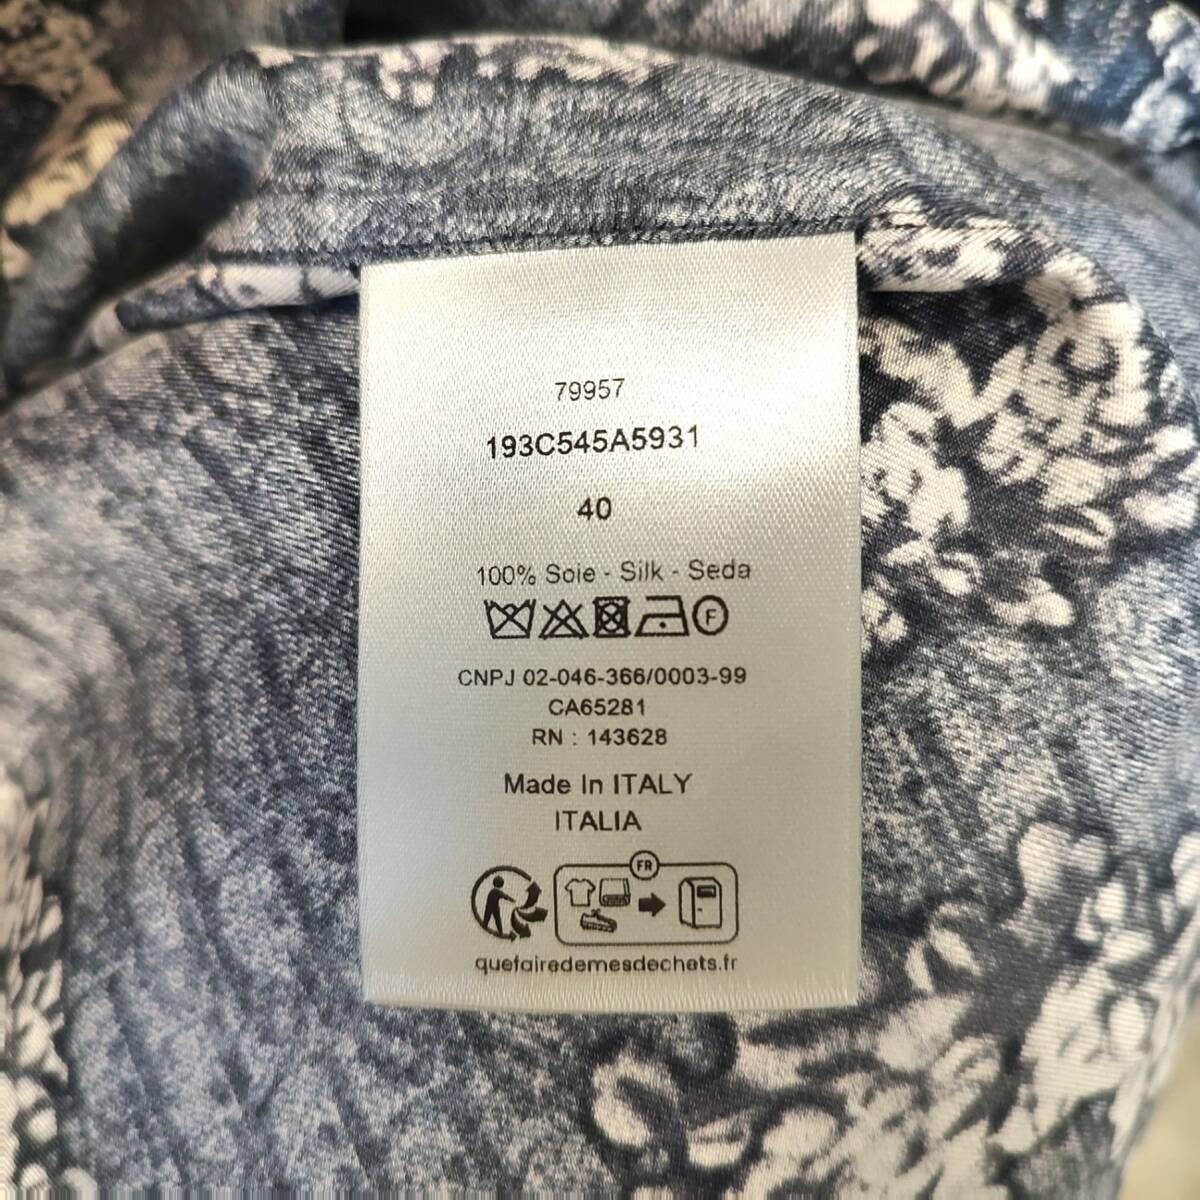 79957
193C545A5931
40
100% Soie - Silk - Seda
F
CNPJ 02-046-366/0003-99
CA65281
RN : 143628
Made In ITALY
ITALIA
FR
quefairedemesdechets.fr